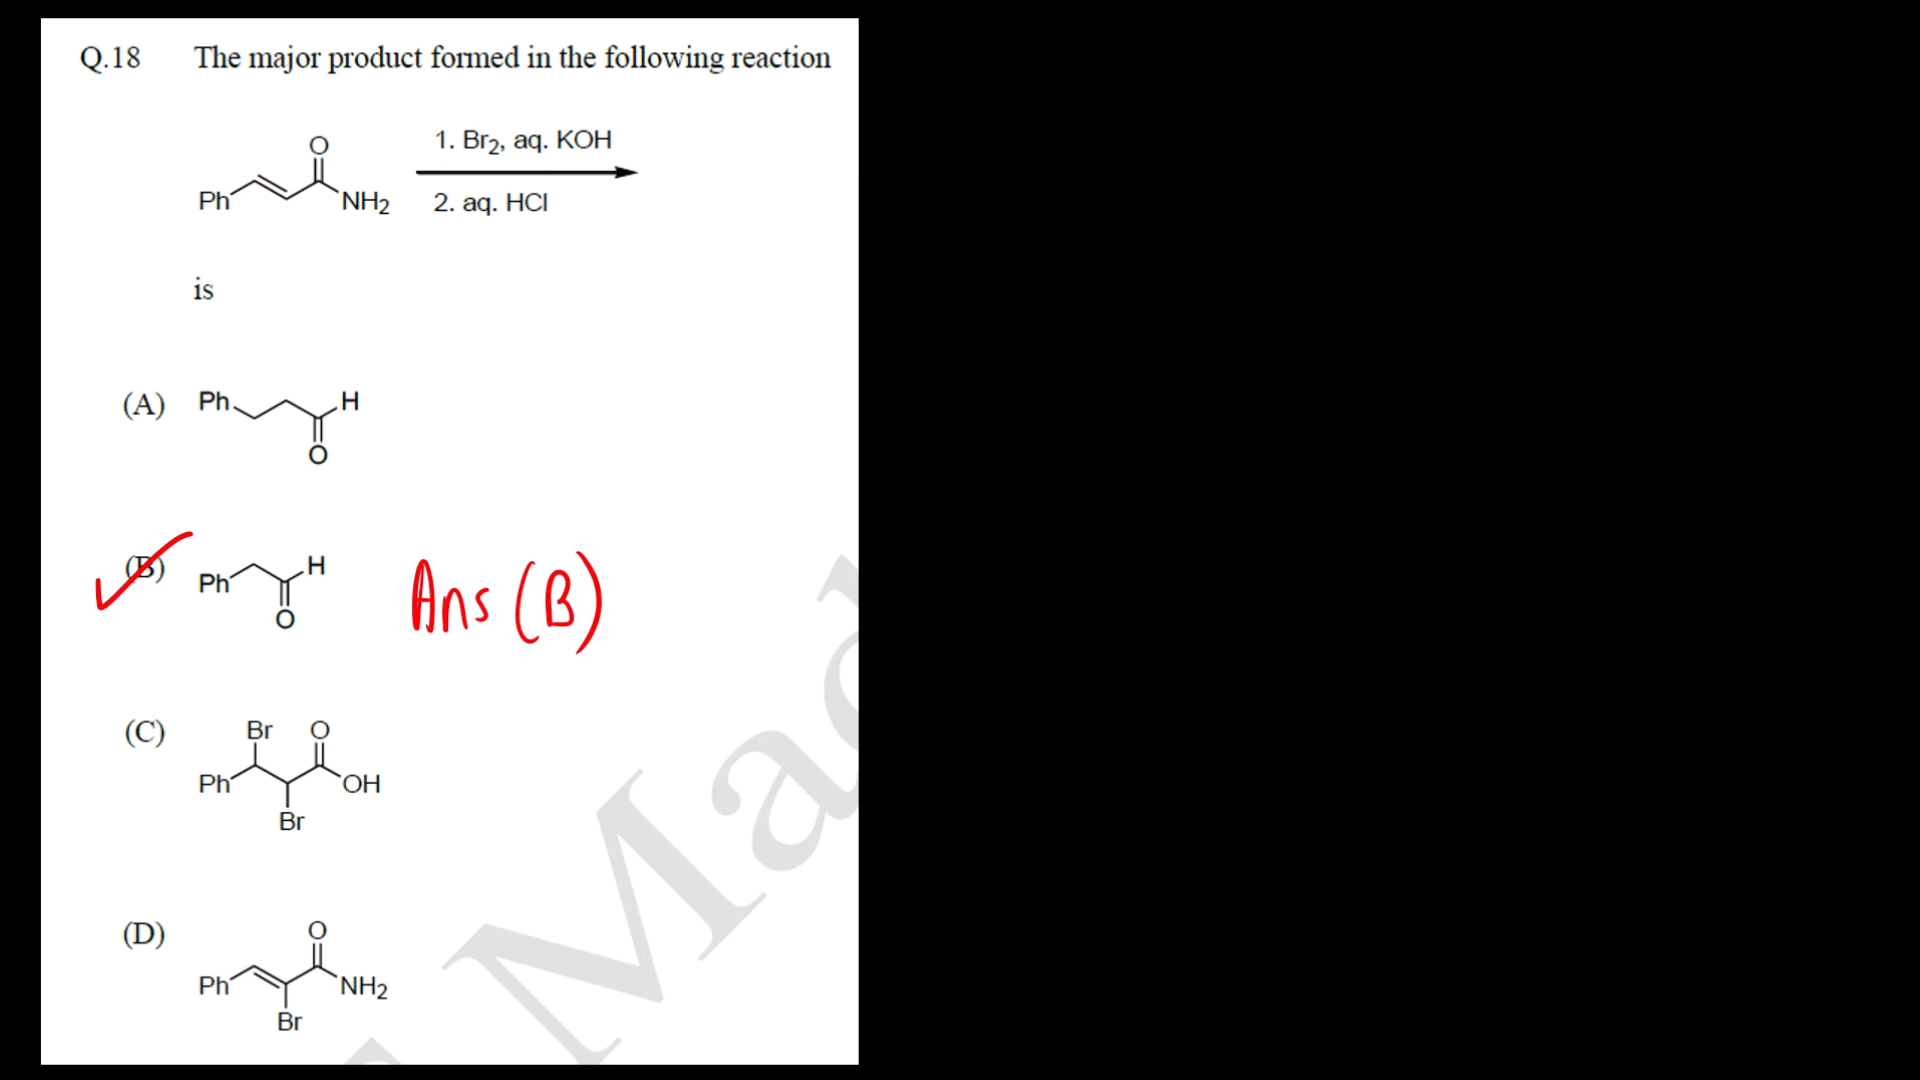 Q.18 The major product formed in the following reaction
O
Ph NH2
1. Br2, aq. KOH
2. aq. HCl
is
(A) Ph H
O
(B) Ph H
O
Ans (B)
(C) Br O
Ph OH
Br
(D) O
Ph NH2
Br
Mad